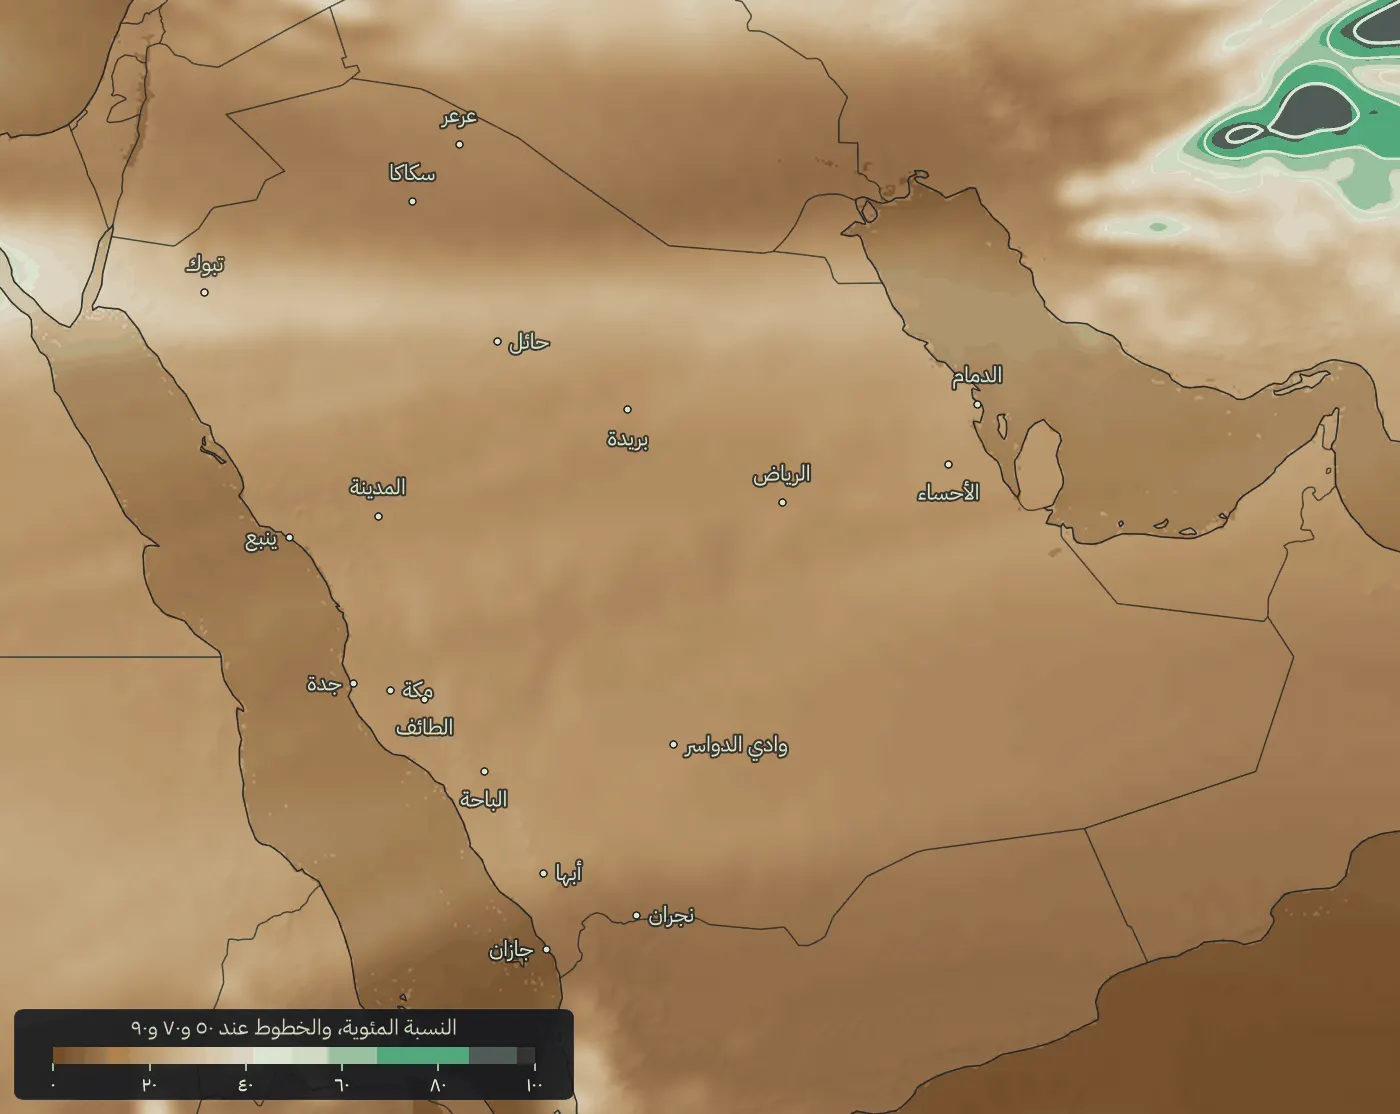 عرعر
سكاكا
تبوك
حائل
الدمام
بريدة
الرياض
الأحساء
المدينة
ينبع
جدة
مكة
الطائف
وادي الدواسر
الباحة
أبها
نجران
جازان
النسبة المئوية، والخطوط عند ٥٠ و٧٠ و٩٠
٠ ٢٠ ٤٠ ٦٠ ٨٠ ١٠٠